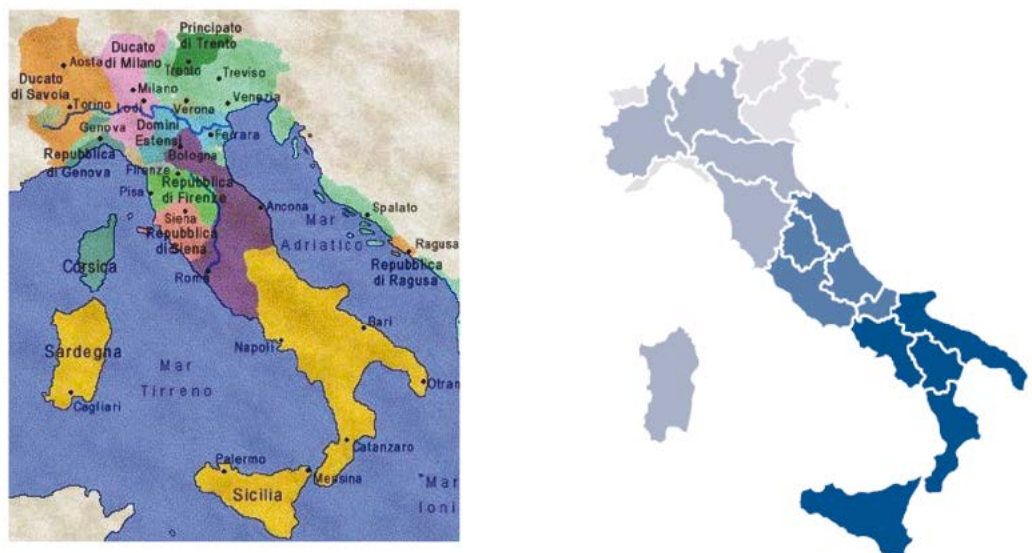 Principato
di Trento
Ducato
di Milano
Aosta
Trento
Treviso
Ducato
di Savoia
Milano
Torino
Lodi
Verona
Venezia
Genova
Domini
Estensi
Ferrara
Bologna
Repubblica
di Genova
Firenze
Repubblica
di Firenze
Pisa
Siena
Ancona
Mar
Adriatico
Spalato
Repubblica
di Siena
Ragusa
Repubblica
di Ragusa
Corsica
Roma
Bari
Napoli
Sardegna
Mar
Tirreno
Otran
Cagliari
Catanzaro
Palermo
Messina
Sicilia
Mar
Ioni